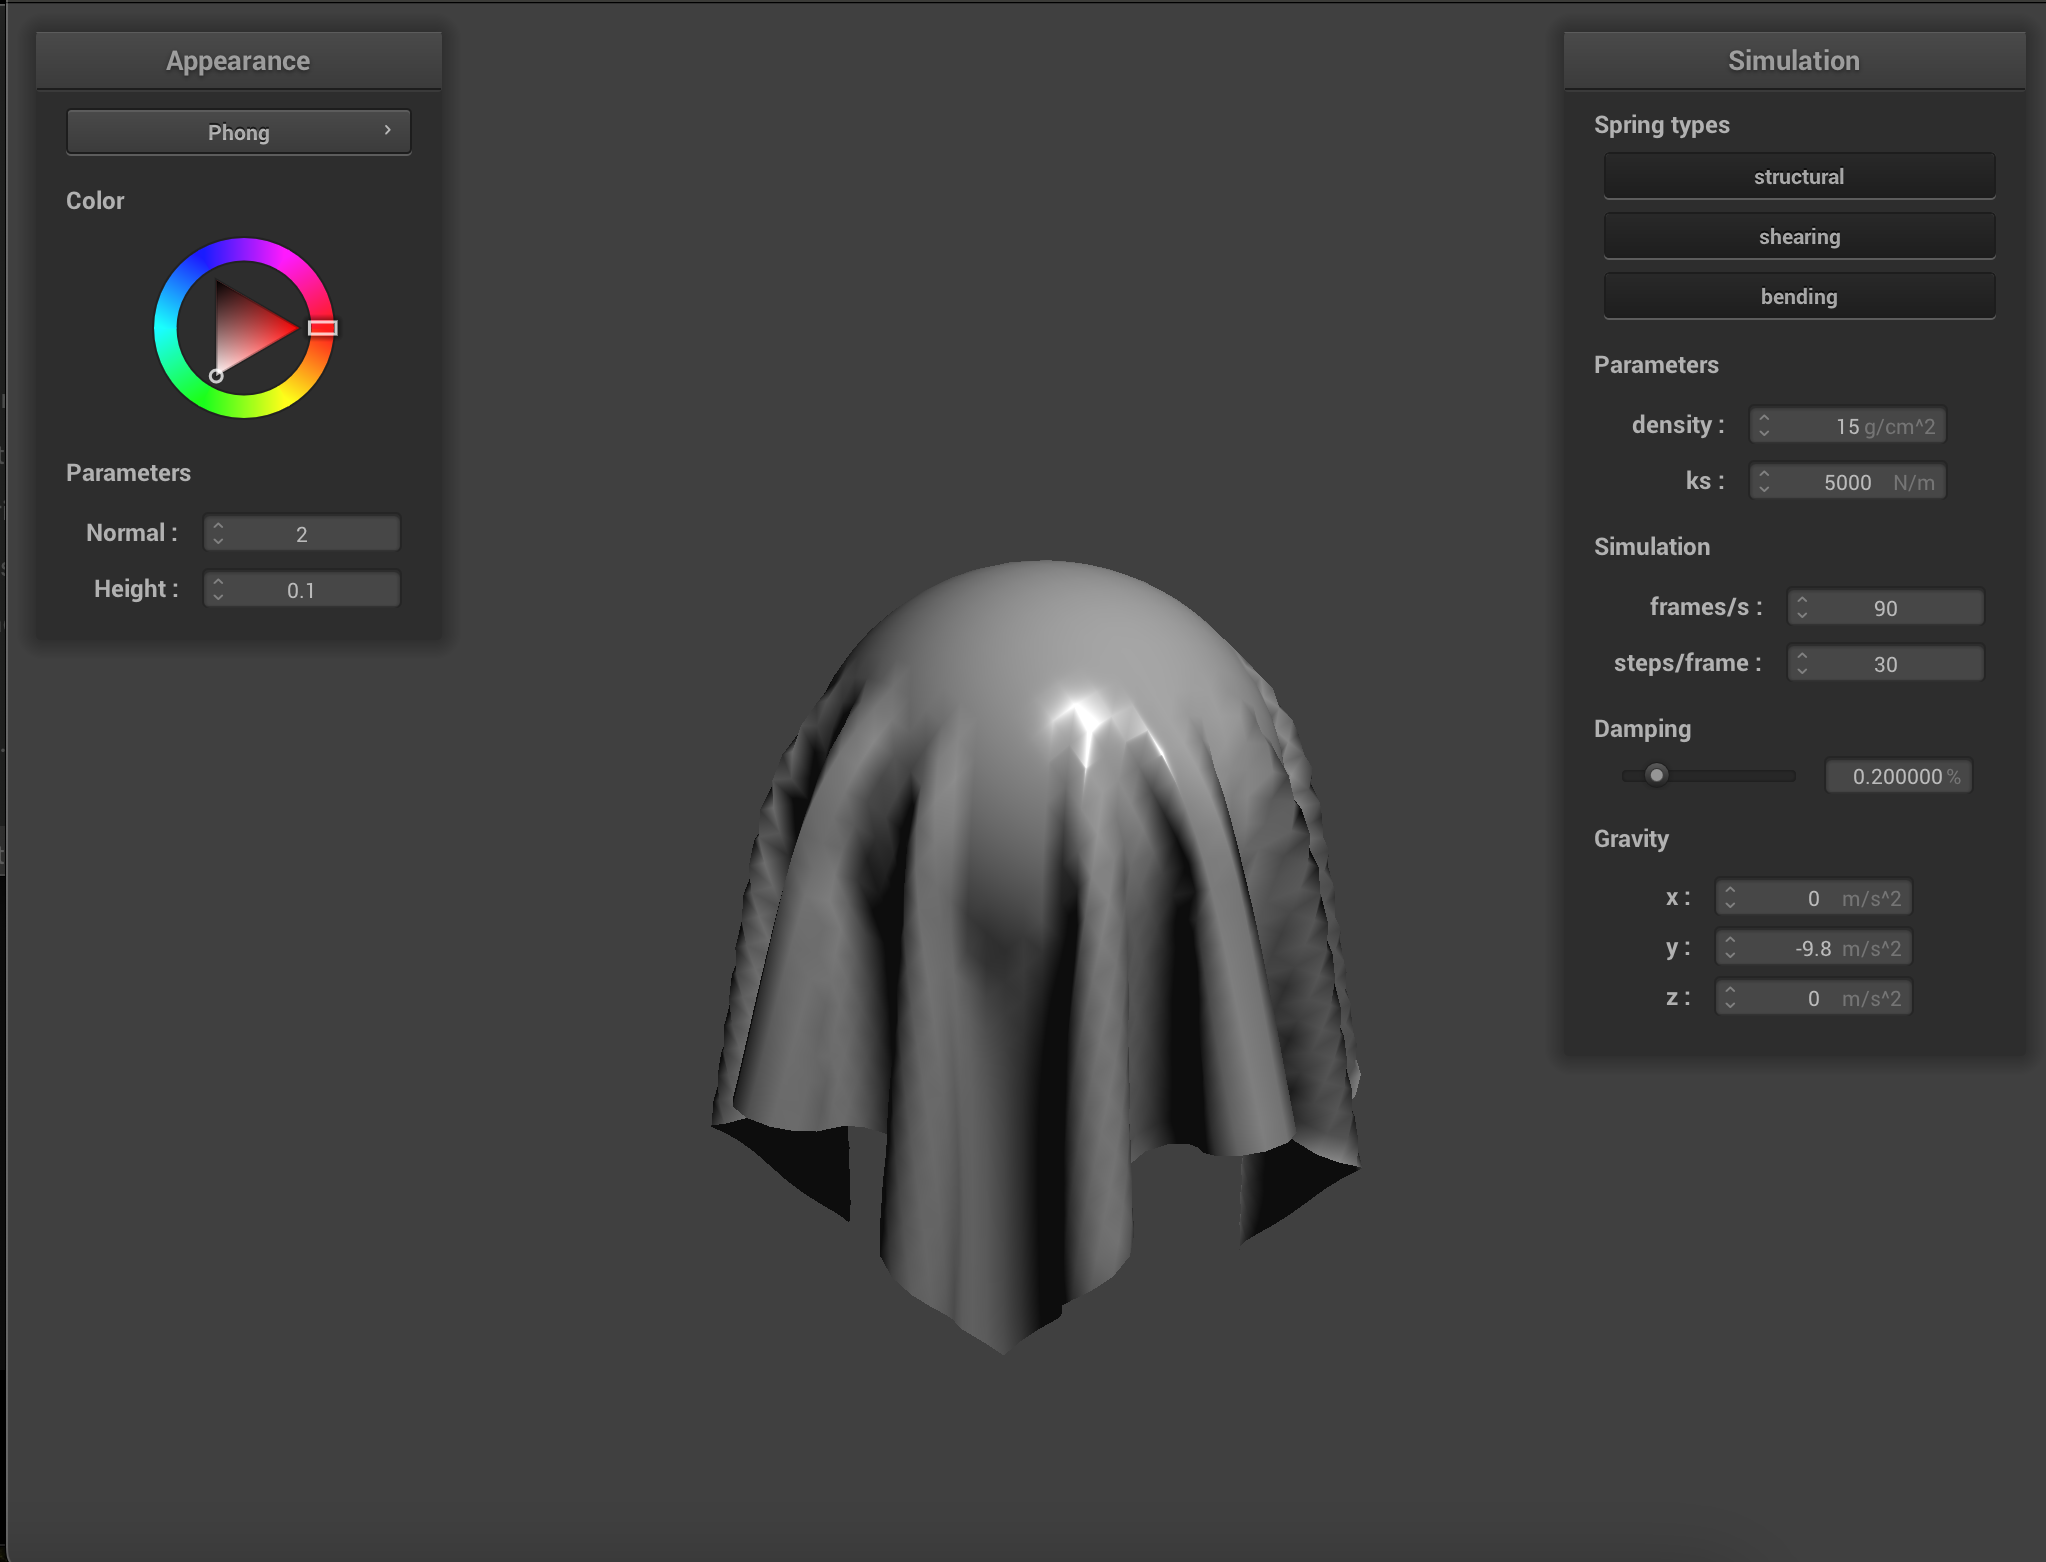 Appearance
Phong
Color
Parameters
Normal : 2
Height : 0.1
Simulation
Spring types
structural
shearing
bending
Parameters
density : 15 g/cm^2
ks : 5000 N/m
Simulation
frames/s : 90
steps/frame : 30
Damping
0.200000 %
Gravity
x : 0 m/s^2
y : -9.8 m/s^2
z : 0 m/s^2